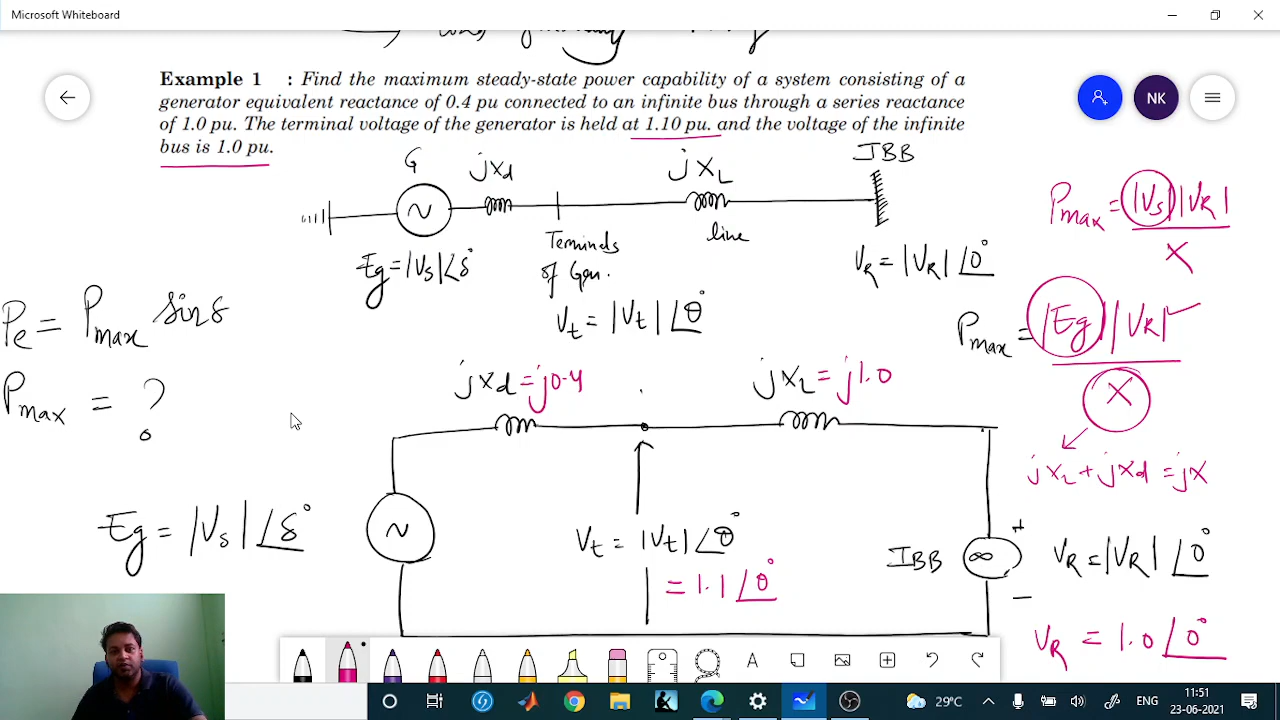 Microsoft Whiteboard
Example 1 : Find the maximum steady-state power capability of a system consisting of a
generator equivalent reactance of 0.4 pu connected to an infinite bus through a series reactance
of 1.0 pu. The terminal voltage of the generator is held at 1.10 pu. and the voltage of the infinite
bus is 1.0 pu.
NK
G
jXd
jXL
IBB
Terminals
of Gen.
line
Eg = |Vs| ∠δ°
Vt = |Vt| ∠θ°
VR = |VR| ∠0°
Pmax = |Vs| |VR|
X
Pe = Pmax sinδ
Pmax = |Eg| |VR|
X
Pmax = ?
jXd = j0.4
jXL = j1.0
jXL + jXd = jX
Eg = |Vs| ∠δ°
Vt = |Vt| ∠θ°
= 1.1 ∠θ°
IBB
∞
+
−
VR = |VR| ∠0°
VR = 1.0 ∠0°
A
29°C
ENG
11:51
23-06-2021